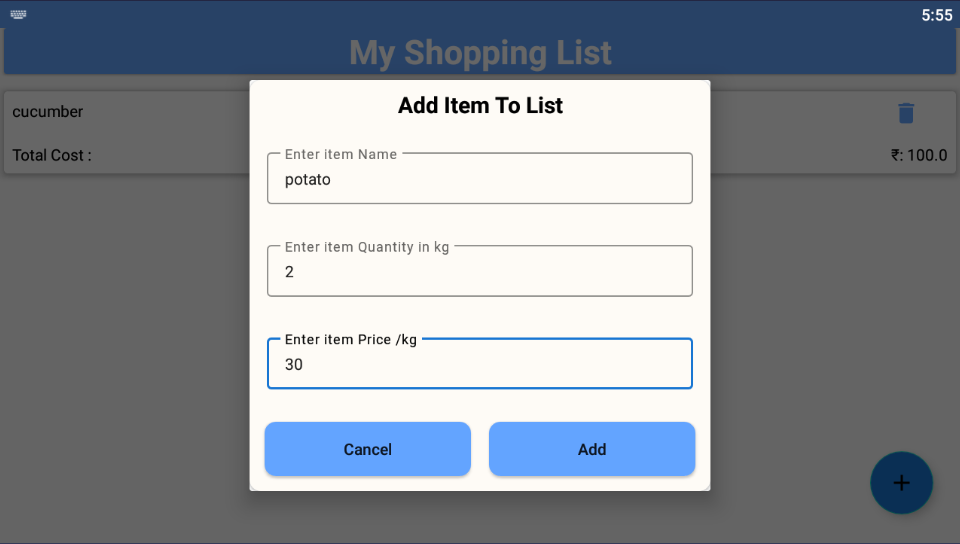 5:55
My Shopping List
cucumber
Total Cost :
₹: 100.0
Add Item To List
Enter item Name
potato
Enter item Quantity in kg
2
Enter item Price /kg
30
Cancel
Add
+